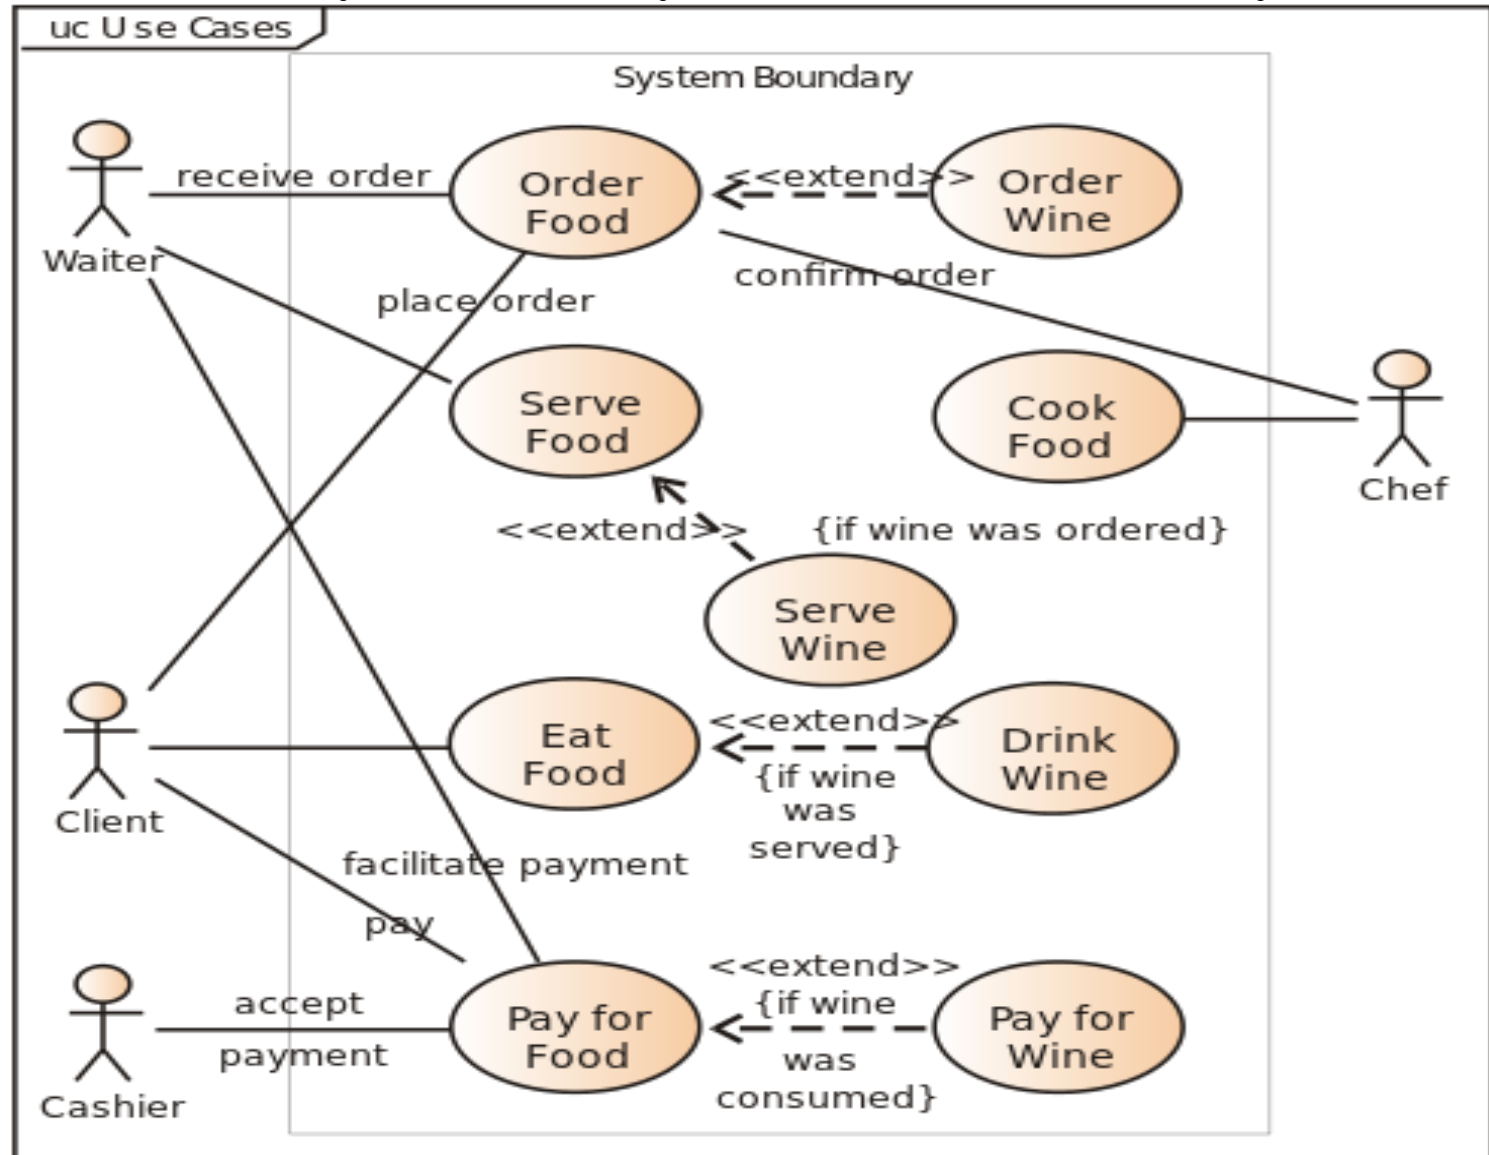 uc Use Cases
System Boundary
receive order
Order
Food
<<extend>>
Order
Wine
Waiter
place order
confirm order
Serve
Food
Cook
Food
Chef
<<extend>>
{if wine was ordered}
Serve
Wine
Eat
Food
<<extend>>
{if wine
was
served}
Drink
Wine
Client
facilitate payment
pay
accept
payment
Pay for
Food
<<extend>>
{if wine
was
consumed}
Pay for
Wine
Cashier